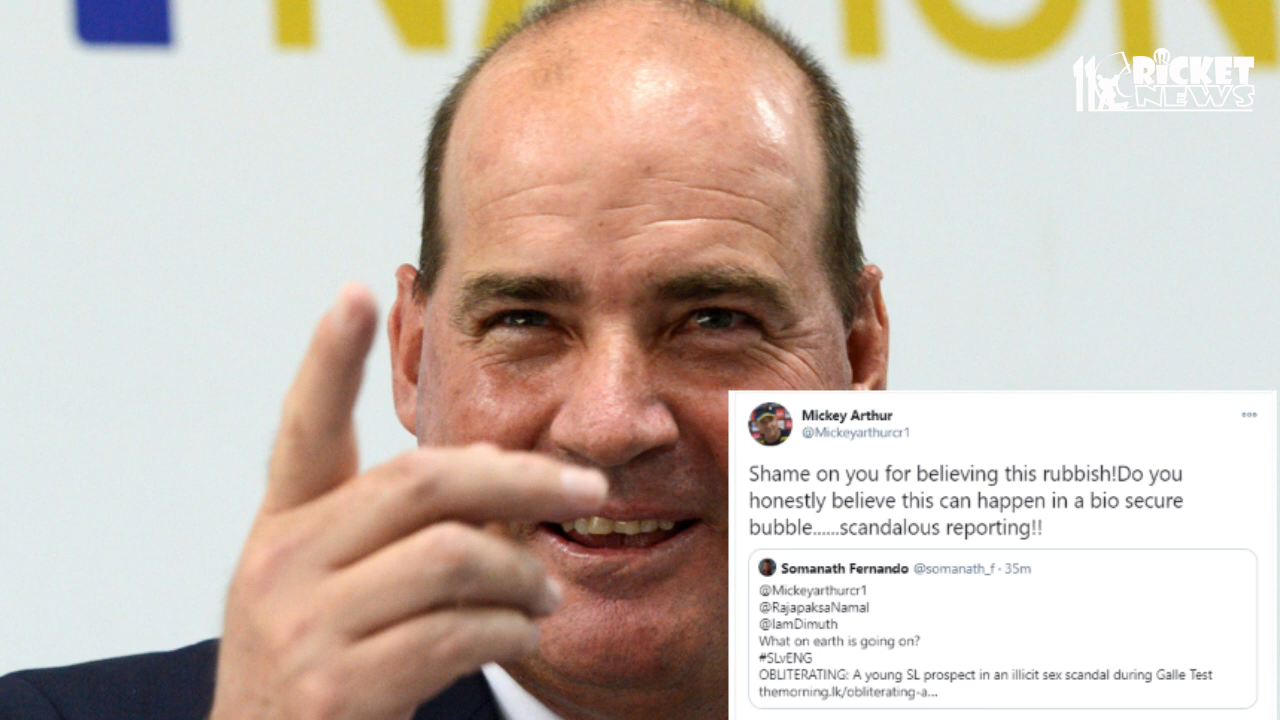 NATION
11CRICKET
NEWS
Mickey Arthur
@Mickeyarthurcr1
Shame on you for believing this rubbish!Do you
honestly believe this can happen in a bio secure
bubble......scandalous reporting!!
Somanath Fernando @somanath_f · 35m
@Mickeyarthurcr1
@RajapaksaNamal
@IamDimuth
What on earth is going on?
#SLvENG
OBLITERATING: A young SL prospect in an illicit sex scandal during Galle Test
themorning.lk/obliterating-a...